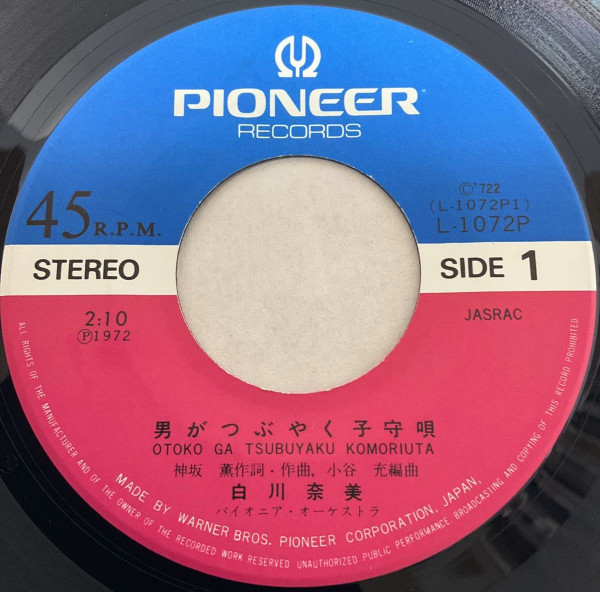 PIONEER
RECORDS
45 R.P.M.
Ⓒ'722
(L-1072P1)
L-1072P
STEREO
SIDE 1
2:10
Ⓟ1972
JASRAC
男がつぶやく子守唄
OTOKO GA TSUBUYAKU KOMORIUTA
神坂 薫作詞・作曲, 小谷 充編曲
白川奈美
パイオニア・オーケストラ
MADE BY WARNER BROS. PIONEER CORPORATION, JAPAN.
ALL RIGHTS OF THE MANUFACTURER AND OF THE OWNER OF THE RECORDED WORK RESERVED UNAUTHORIZED PUBLIC PERFORMANCE. BROADCASTING AND COPYING OF THIS RECORD PROHIBITED